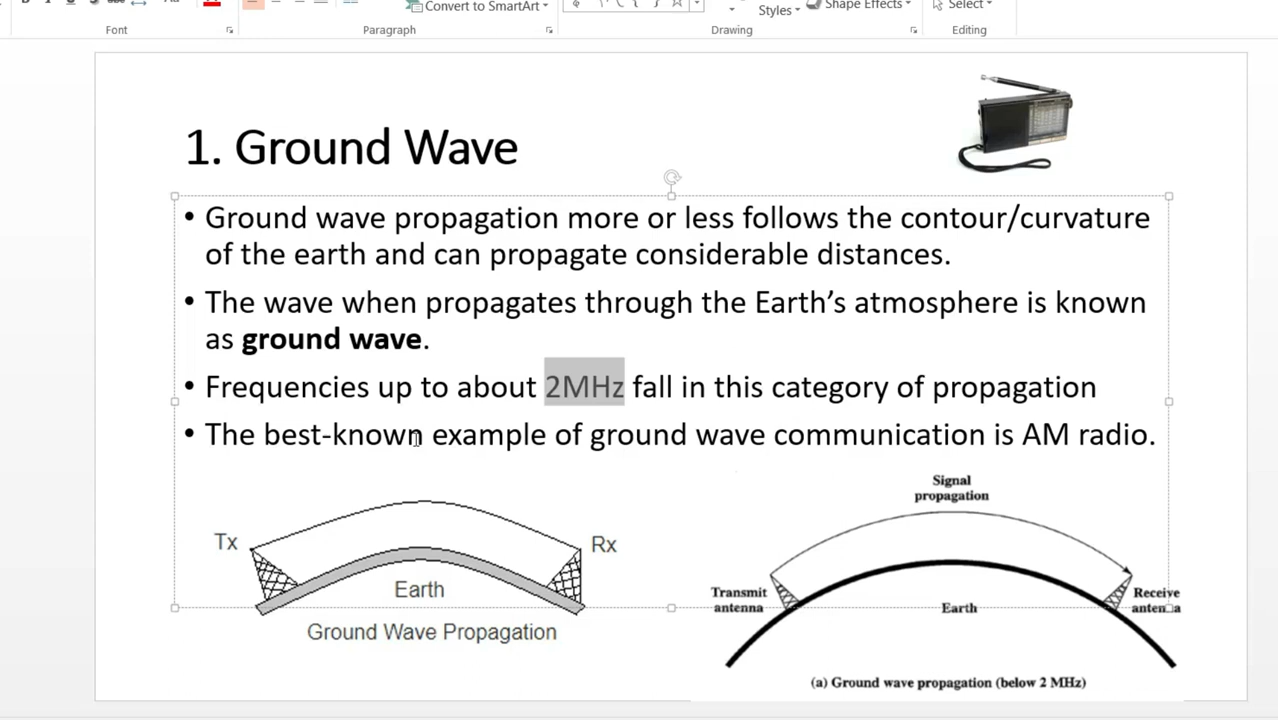 Convert to SmartArt
Styles
Shape Effects
Select
Font
Paragraph
Drawing
Editing
1. Ground Wave
• Ground wave propagation more or less follows the contour/curvature
of the earth and can propagate considerable distances.
• The wave when propagates through the Earth’s atmosphere is known
as ground wave.
• Frequencies up to about 2MHz fall in this category of propagation
• The best-known example of ground wave communication is AM radio.
Tx
Rx
Earth
Ground Wave Propagation
Signal
propagation
Transmit
antenna
Earth
Receive
antenna
(a) Ground wave propagation (below 2 MHz)